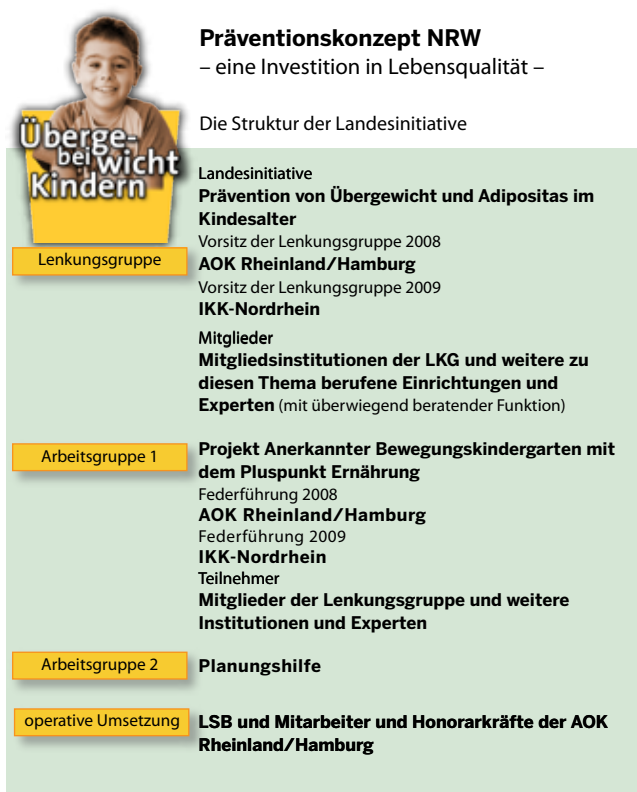 Präventionskonzept NRW
– eine Investition in Lebensqualität –
Die Struktur der Landesinitiative
Überge-
bei wicht
Kindern
Landesinitiative
Prävention von Übergewicht und Adipositas im
Kindesalter
Vorsitz der Lenkungsgruppe 2008
Lenkungsgruppe
AOK Rheinland/Hamburg
Vorsitz der Lenkungsgruppe 2009
IKK-Nordrhein
Mitglieder
Mitgliedsinstitutionen der LKG und weitere zu
diesen Thema berufene Einrichtungen und
Experten (mit überwiegend beratender Funktion)
Arbeitsgruppe 1
Projekt Anerkannter Bewegungskindergarten mit
dem Pluspunkt Ernährung
Federführung 2008
AOK Rheinland/Hamburg
Federführung 2009
IKK-Nordrhein
Teilnehmer
Mitglieder der Lenkungsgruppe und weitere
Institutionen und Experten
Arbeitsgruppe 2
Planungshilfe
operative Umsetzung
LSB und Mitarbeiter und Honorarkräfte der AOK
Rheinland/Hamburg